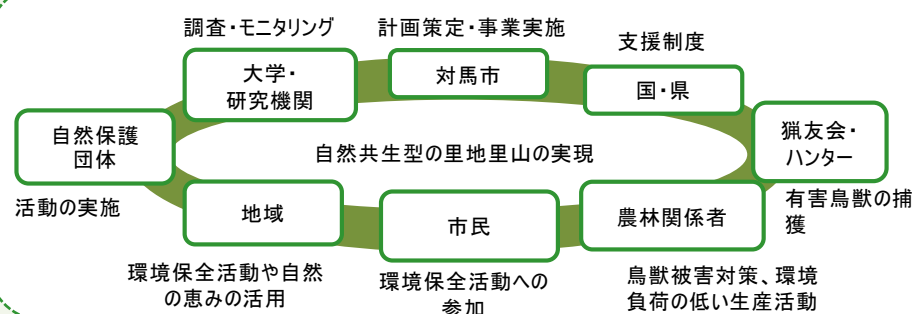 調査・モニタリング
計画策定・事業実施
支援制度
大学・
研究機関
対馬市
国・県
自然保護
団体
猟友会・
ハンター
自然共生型の里地里山の実現
活動の実施
有害鳥獣の捕
獲
地域
市民
農林関係者
環境保全活動や自然
の恵みの活用
環境保全活動への
参加
鳥獣被害対策、環境
負荷の低い生産活動